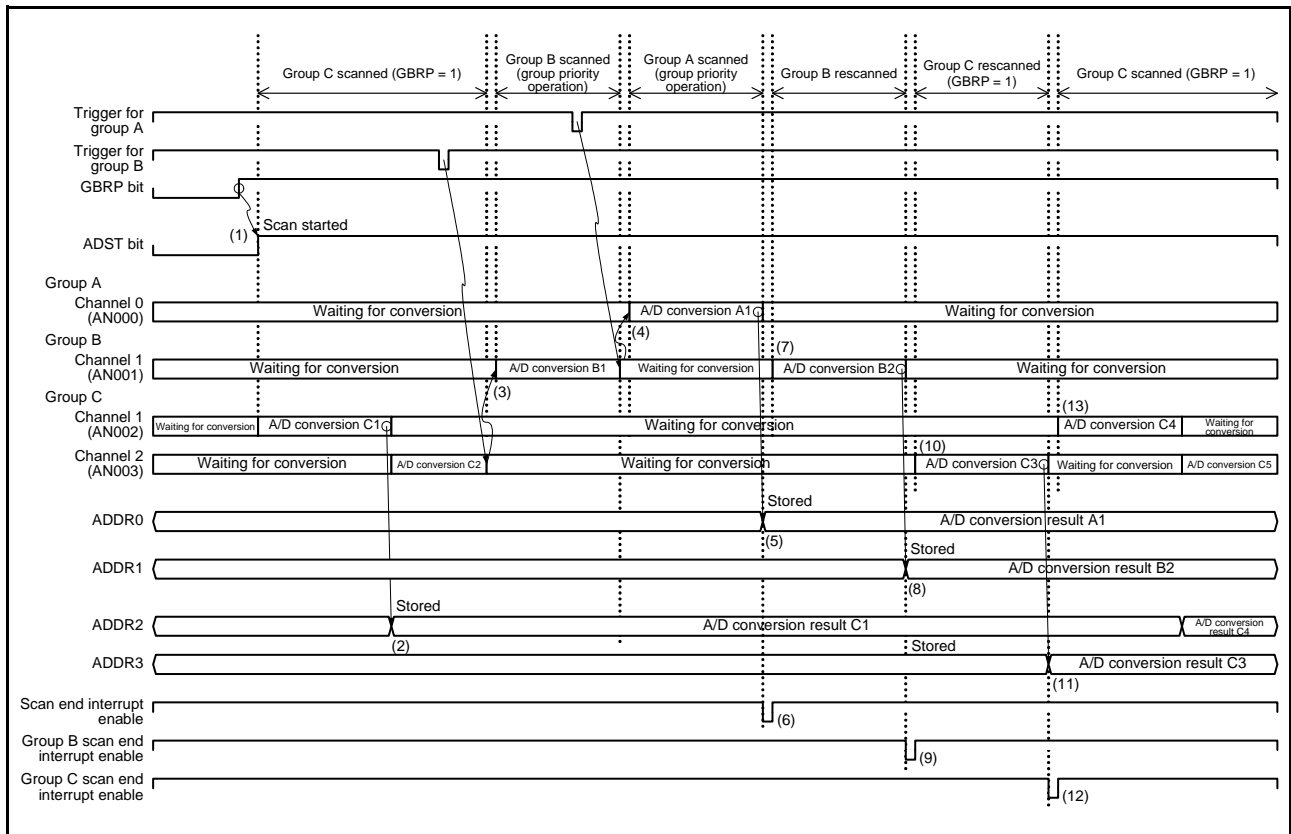 Group C scanned (GBRP = 1)
Group B scanned
(group priority
operation)
Group A scanned
(group priority
operation)
Group B rescanned
Group C rescanned
(GBRP = 1)
Group C scanned (GBRP = 1)
Trigger for
group A
Trigger for
group B
GBRP bit
(1)
Scan started
ADST bit
Group A
Channel 0
(AN000)
Waiting for conversion
A/D conversion A1
Waiting for conversion
(4)
Group B
(7)
Channel 1
(AN001)
Waiting for conversion
A/D conversion B1
Waiting for conversion
A/D conversion B2
Waiting for conversion
(3)
Group C
(13)
Channel 1
(AN002)
Waiting for conversion
A/D conversion C1
Waiting for conversion
A/D conversion C4
Waiting for
conversion
(10)
Channel 2
(AN003)
Waiting for conversion
A/D conversion C2
Waiting for conversion
A/D conversion C3
Waiting for conversion
A/D conversion C5
Stored
ADDR0
A/D conversion result A1
(5)
Stored
ADDR1
A/D conversion result B2
(8)
Stored
ADDR2
A/D conversion result C1
A/D conversion
result C4
(2)
Stored
ADDR3
A/D conversion result C3
(11)
Scan end interrupt
enable
(6)
Group B scan end
interrupt enable
(9)
Group C scan end
interrupt enable
(12)